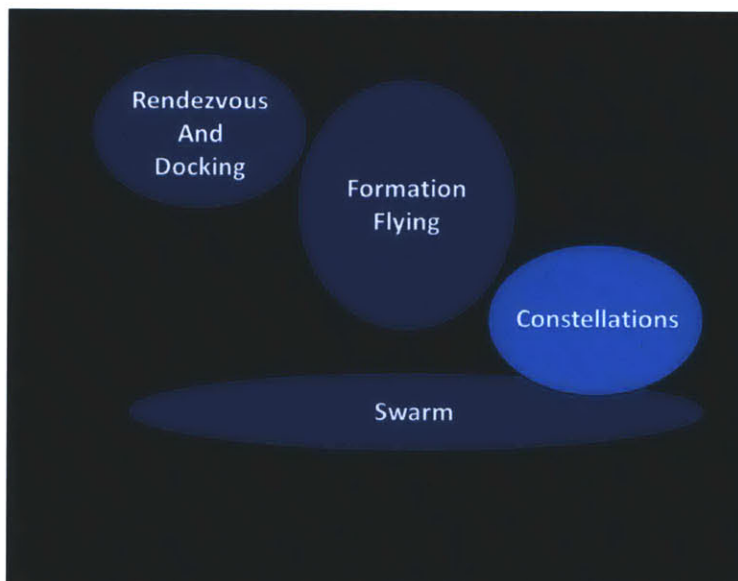 Rendezvous
And
Docking
Formation
Flying
Constellations
Swarm